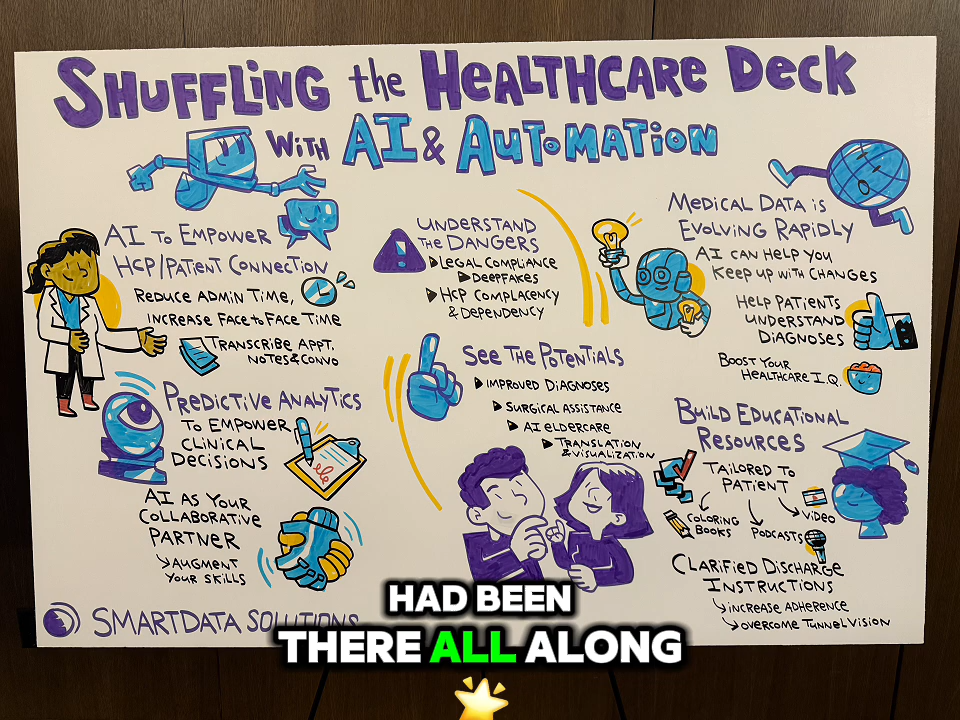 SHUFFLING the HEALTHCARE DECK
WITH AI & AUTOMATION
AI TO EMPOWER
HCP/PATIENT CONNECTION
REDUCE ADMIN TIME,
INCREASE FACE TO FACE TIME
TRANSCRIBE APPT.
NOTES & CONVO
PREDICTIVE ANALYTICS
TO EMPOWER
CLINICAL
DECISIONS
AI AS YOUR
COLLABORATIVE
PARTNER
AUGMENT
YOUR SKILLS
UNDERSTAND
THE DANGERS
LEGAL COMPLIANCE
DEEPFAKES
HCP COMPLACENCY
& DEPENDENCY
SEE THE POTENTIALS
IMPROVED DIAGNOSES
SURGICAL ASSISTANCE
AI ELDERCARE
TRANSLATION
& VISUALIZATION
MEDICAL DATA IS
EVOLVING RAPIDLY
AI CAN HELP YOU
KEEP UP WITH CHANGES
HELP PATIENTS
UNDERSTAND
DIAGNOSES
BOOST YOUR
HEALTHCARE I.Q.
BUILD EDUCATIONAL
RESOURCES
TAILORED TO
PATIENT
COLORING
BOOKS
PODCASTS
VIDEO
CLARIFIED DISCHARGE
INSTRUCTIONS
INCREASE ADHERENCE
OVERCOME TUNNEL VISION
SMARTDATA SOLUTIONS
HAD BEEN
THERE ALL ALONG